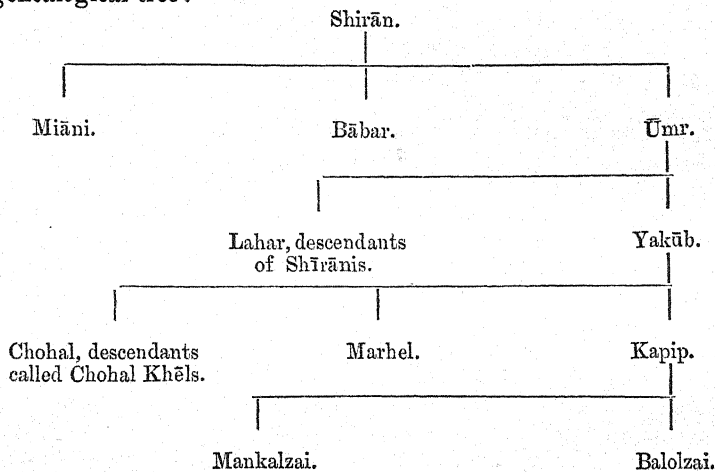 genealogical tree:
Shirān.
Miāni.
Bābar.
Ūmr.
Lahar, descendants
of Shīrānis.
Yakūb.
Chohal, descendants
called Chohal Khēls.
Marhel.
Kapip.
Mankalzai.
Balolzai.